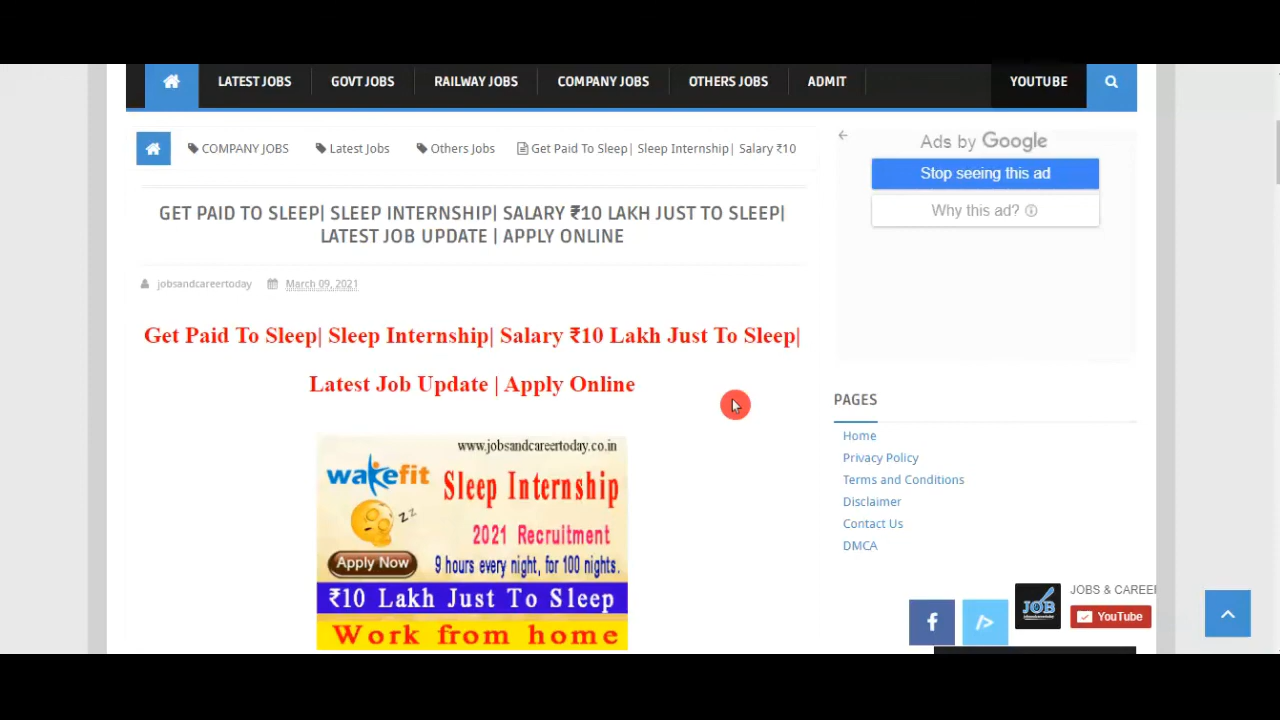 LATEST JOBS GOVT JOBS RAILWAY JOBS COMPANY JOBS OTHERS JOBS ADMIT YOUTUBE
COMPANY JOBS Latest Jobs Others Jobs Get Paid To Sleep| Sleep Internship| Salary ₹10
GET PAID TO SLEEP| SLEEP INTERNSHIP| SALARY ₹10 LAKH JUST TO SLEEP|
LATEST JOB UPDATE | APPLY ONLINE
jobsandcareertoday March 09, 2021
Get Paid To Sleep| Sleep Internship| Salary ₹10 Lakh Just To Sleep|
Latest Job Update | Apply Online
www.jobsandcareertoday.co.in
wakefit
Sleep Internship
zz
2021 Recruitment
Apply Now
9 hours every night, for 100 nights.
₹10 Lakh Just To Sleep
Work from home
Ads by Google
Stop seeing this ad
Why this ad?
PAGES
Home
Privacy Policy
Terms and Conditions
Disclaimer
Contact Us
DMCA
f
/>
JOB
JOBS & CAREER
YouTube